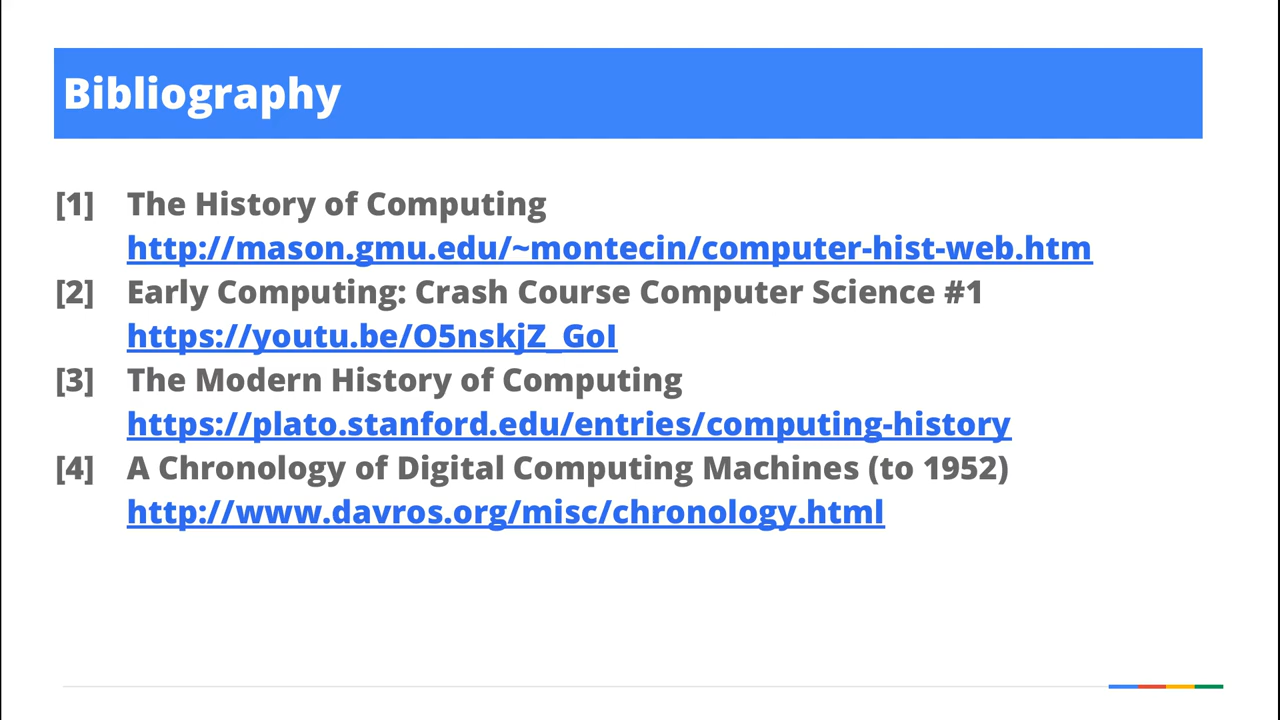 Bibliography
[1] The History of Computing
http://mason.gmu.edu/~montecin/computer-hist-web.htm
[2] Early Computing: Crash Course Computer Science #1
https://youtu.be/O5nskjZ_GoI
[3] The Modern History of Computing
https://plato.stanford.edu/entries/computing-history
[4] A Chronology of Digital Computing Machines (to 1952)
http://www.davros.org/misc/chronology.html